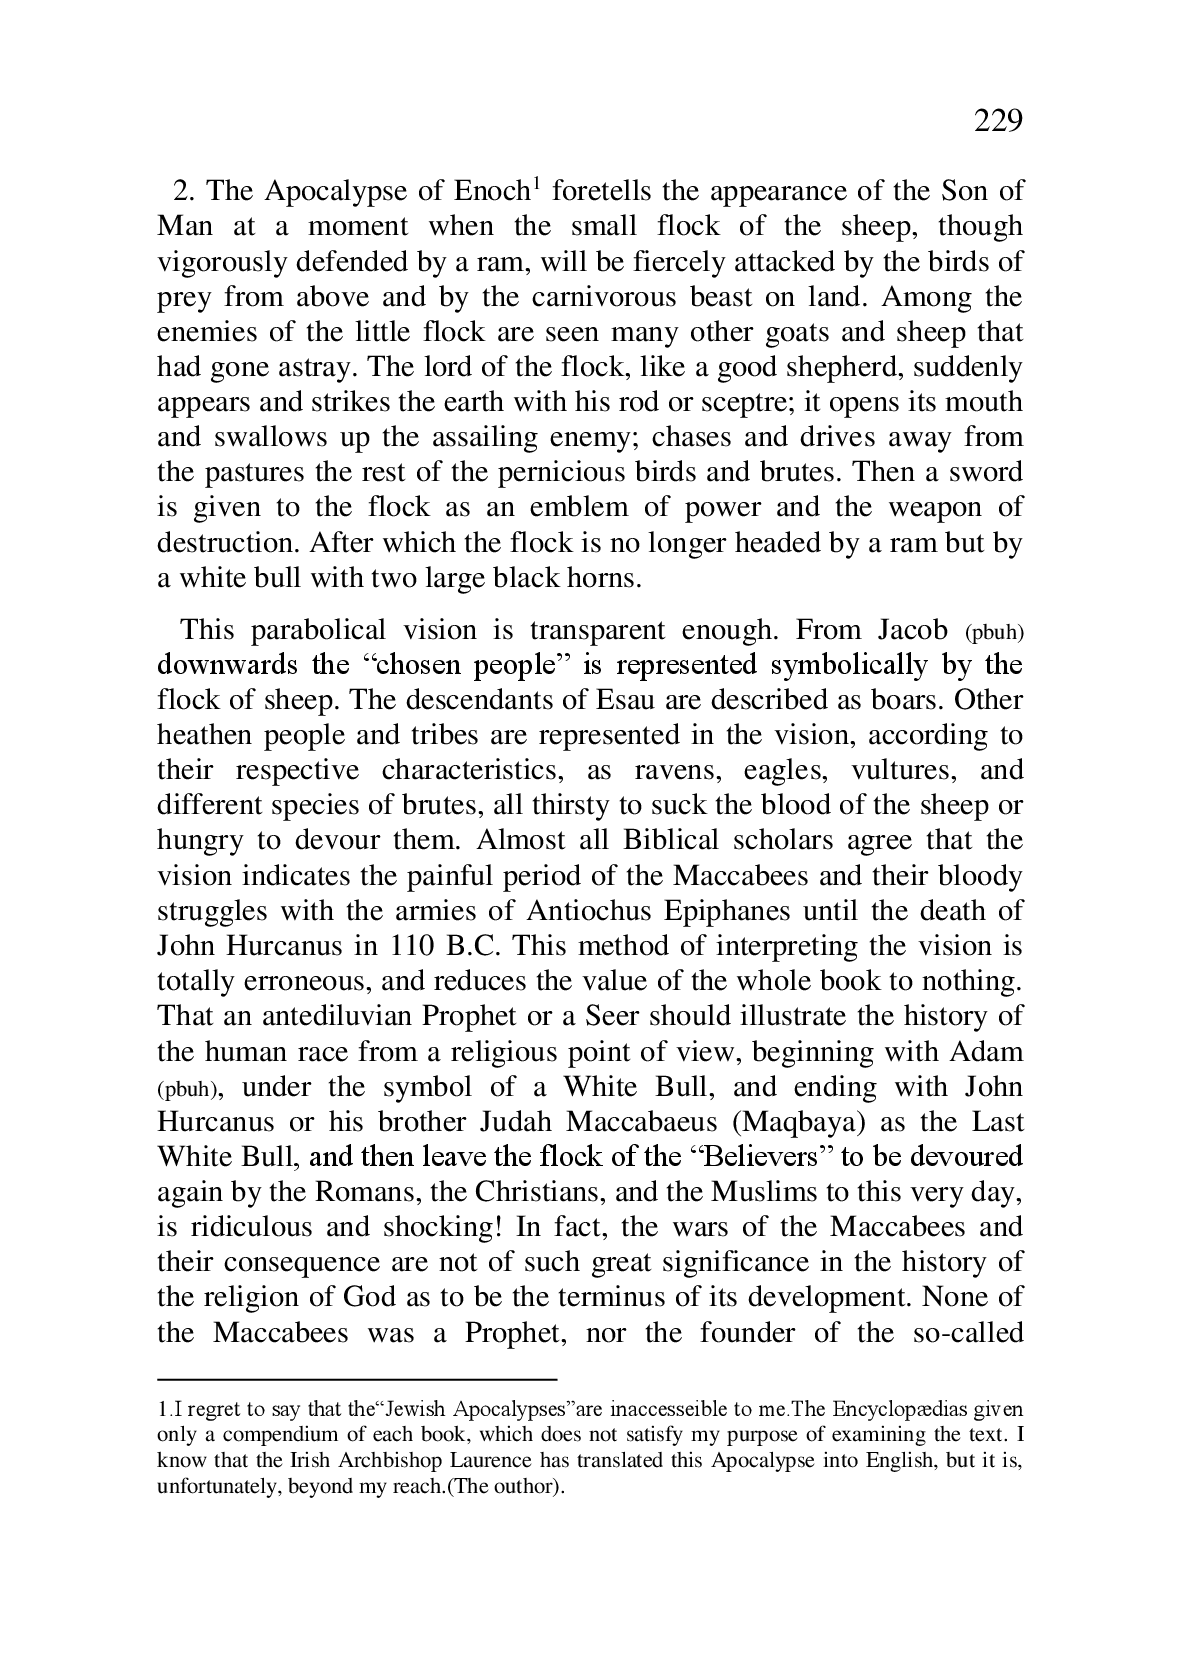 229
2. The Apocalypse of Enoch1 foretells the appearance of the Son of
Man at a moment when the small flock of the sheep, though
vigorously defended by a ram, will be fiercely attacked by the birds of
prey from above and by the carnivorous beast on land. Among the
enemies of the little flock are seen many other goats and sheep that
had gone astray. The lord of the flock, like a good shepherd, suddenly
appears and strikes the earth with his rod or sceptre; it opens its mouth
and swallows up the assailing enemy; chases and drives away from
the pastures the rest of the pernicious birds and brutes. Then a sword
is given to the flock as an emblem of power and the weapon of
destruction. After which the flock is no longer headed by a ram but by
a white bull with two large black horns.
This parabolical vision is transparent enough. From Jacob (pbuh)
downwards the “chosen people” is represented symbolically by the
flock of sheep. The descendants of Esau are described as boars. Other
heathen people and tribes are represented in the vision, according to
their respective characteristics, as ravens, eagles, vultures, and
different species of brutes, all thirsty to suck the blood of the sheep or
hungry to devour them. Almost all Biblical scholars agree that the
vision indicates the painful period of the Maccabees and their bloody
struggles with the armies of Antiochus Epiphanes until the death of
John Hurcanus in 110 B.C. This method of interpreting the vision is
totally erroneous, and reduces the value of the whole book to nothing.
That an antediluvian Prophet or a Seer should illustrate the history of
the human race from a religious point of view, beginning with Adam
(pbuh), under the symbol of a White Bull, and ending with John
Hurcanus or his brother Judah Maccabaeus (Maqbaya) as the Last
White Bull, and then leave the flock of the “Believers” to be devoured
again by the Romans, the Christians, and the Muslims to this very day,
is ridiculous and shocking! In fact, the wars of the Maccabees and
their consequence are not of such great significance in the history of
the religion of God as to be the terminus of its development. None of
the Maccabees was a Prophet, nor the founder of the so-called
1.I regret to say that the“Jewish Apocalypses”are inaccesseible to me.The Encyclopædias given
only a compendium of each book, which does not satisfy my purpose of examining the text. I
know that the Irish Archbishop Laurence has translated this Apocalypse into English, but it is,
unfortunately, beyond my reach.(The outhor).